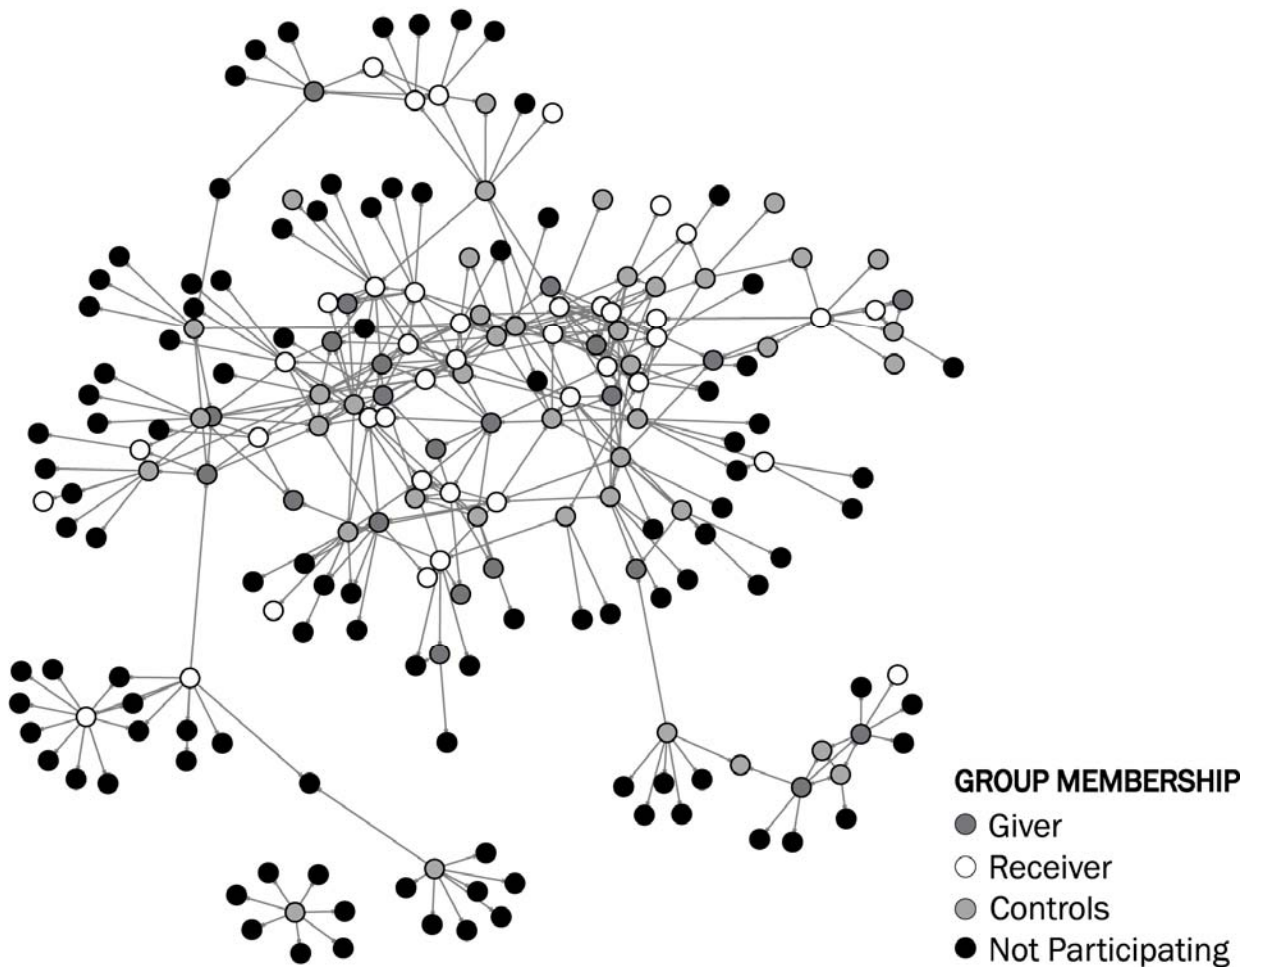 GROUP MEMBERSHIP
Giver
Receiver
Controls
Not Participating